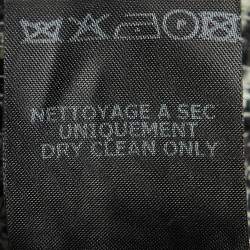 NETTOYAGE A SEC
UNIQUEMENT
DRY CLEAN ONLY